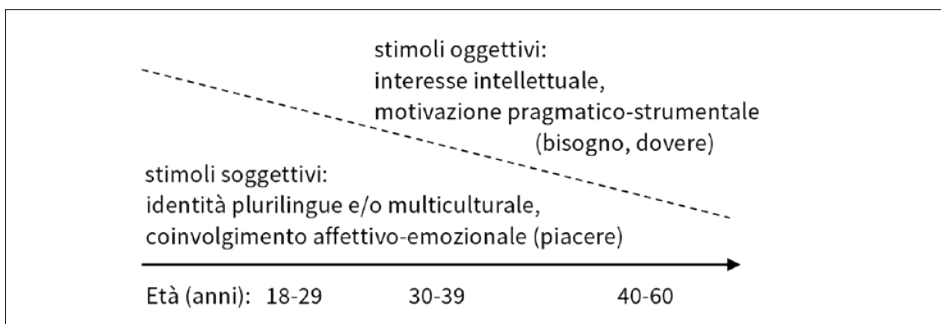 stimoli oggettivi:
interesse intellettuale,
motivazione pragmatico-strumentale
(bisogno, dovere)
stimoli soggettivi:
identità plurilingue e/o multiculturale,
coinvolgimento affettivo-emozionale (piacere)
Età (anni): 18-29 30-39 40-60